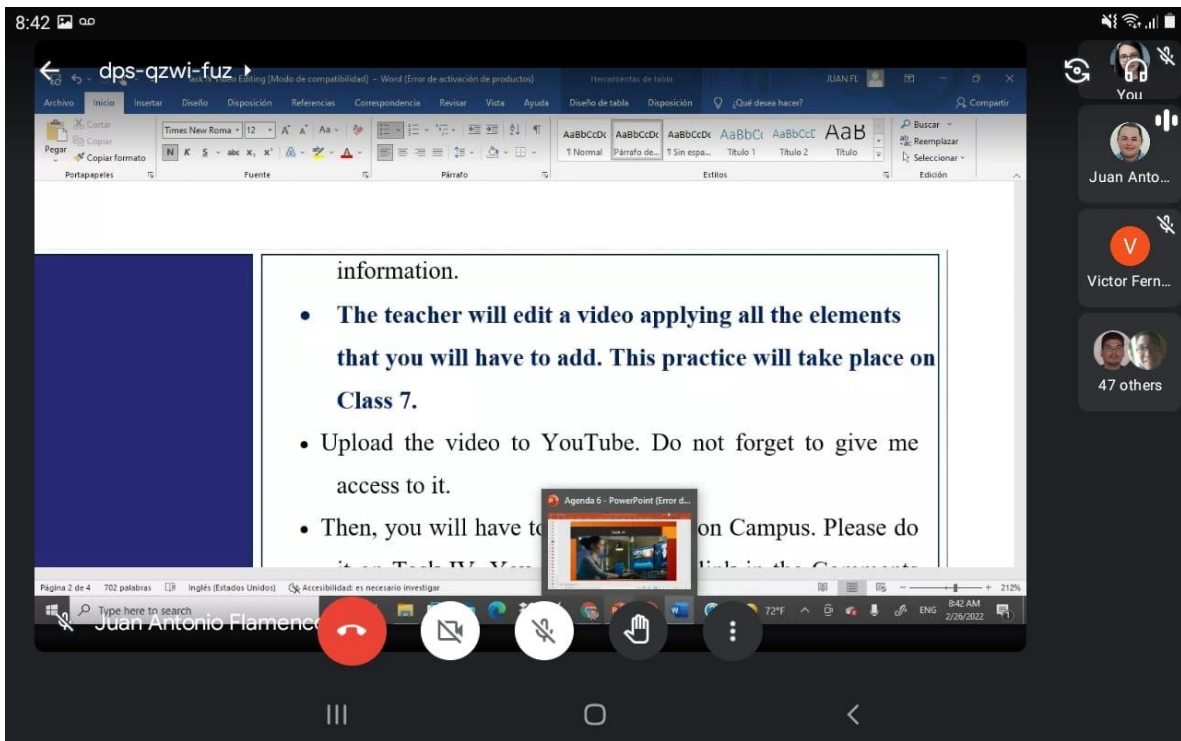 8:42
dps-qzwi-fuz
Video Editing [Modo de compatibilidad] - Word (Error de activación de productos)
Herramientas de tabla
JUAN FL
Archivo Inicio Insertar Diseño Disposición Referencias Correspondencia Revisar Vista Ayuda Diseño de tabla Disposición ¿Qué desea hacer? Compartir
Pegar
Cortar
Copiar
Copiar formato
Portapapeles
Times New Roma 12
N K S abc x, x²
Fuente
Párrafo
AaBbCcDc AaBbCcDc AaBbCcDc AaBbCc AaBbCcC AaB
1 Normal Párrafo de... 1 Sin espa... Título 1 Título 2 Título
Estilos
Buscar
Reemplazar
Seleccionar
Edición
information.
• The teacher will edit a video applying all the elements
that you will have to add. This practice will take place on
Class 7.
• Upload the video to YouTube. Do not forget to give me
access to it.
• Then, you will have to on Campus. Please do
Agenda 6 - PowerPoint (Error d...
Página 2 de 4 702 palabras Inglés (Estados Unidos) Accesibilidad: es necesario investigar
212%
Type here to search
72°F
ENG
8:42 AM
2/26/2022
Juan Antonio Flamenco
You
Juan Anto...
V
Victor Fern...
47 others